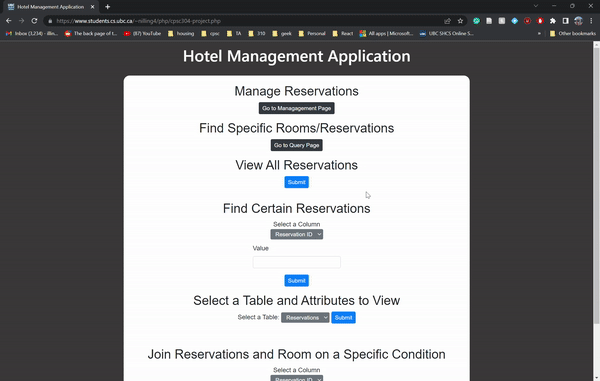 Hotel Management Application
https://www.students.cs.ubc.ca/~nilling4/php/cpsc304-project.php
Inbox (3,234) - illin...
The back page of t...
(87) YouTube
housing
cpsc
TA
310
geek
Personal
React
All apps | Microsoft...
UBC SHCS Online S...
Other bookmarks
Hotel Management Application
Manage Reservations
Go to Managagement Page
Find Specific Rooms/Reservations
Go to Query Page
View All Reservations
Submit
Find Certain Reservations
Select a Column
Reservation ID
Value
Submit
Select a Table and Attributes to View
Select a Table: Reservations Submit
Join Reservations and Room on a Specific Condition
Select a Column
Reservation ID